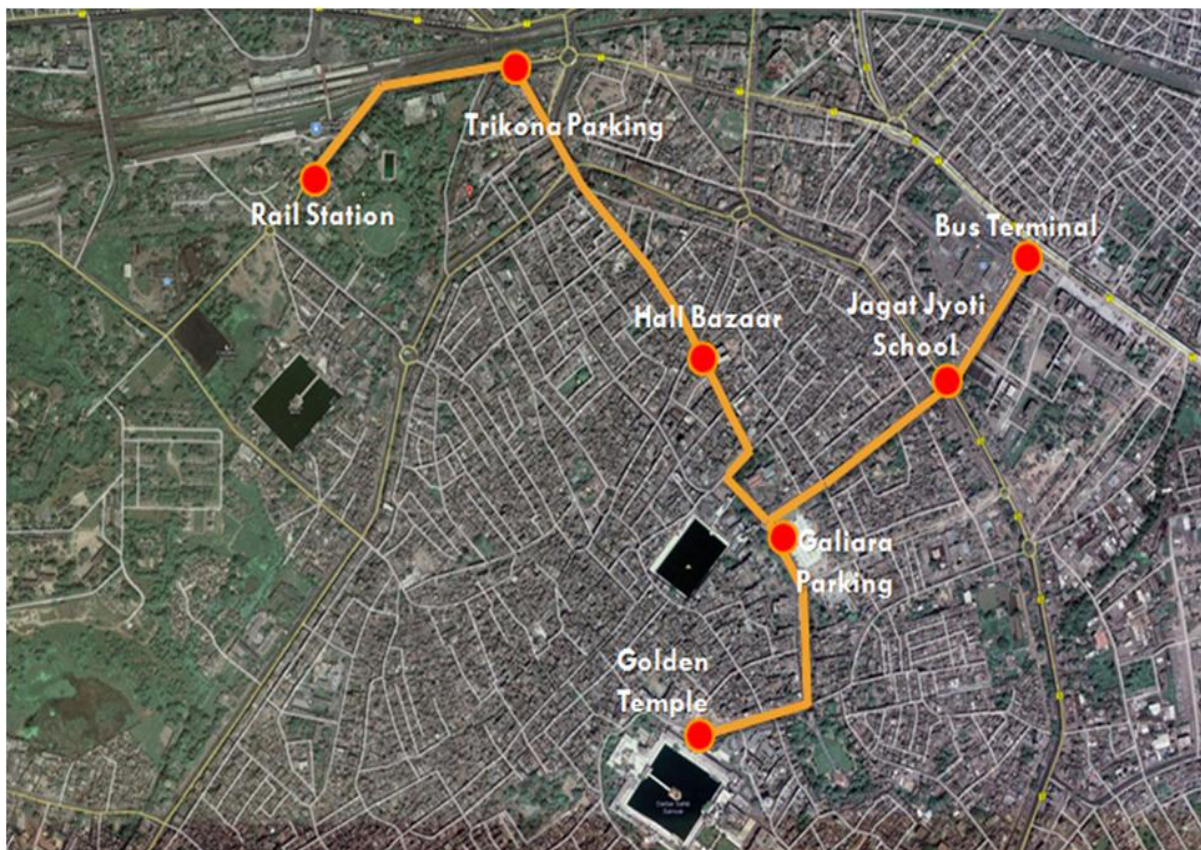 Trikona Parking
Rail Station
Bus Terminal
Jagat Jyoti
School
Hall Bazaar
Galiara
Parking
Golden
Temple